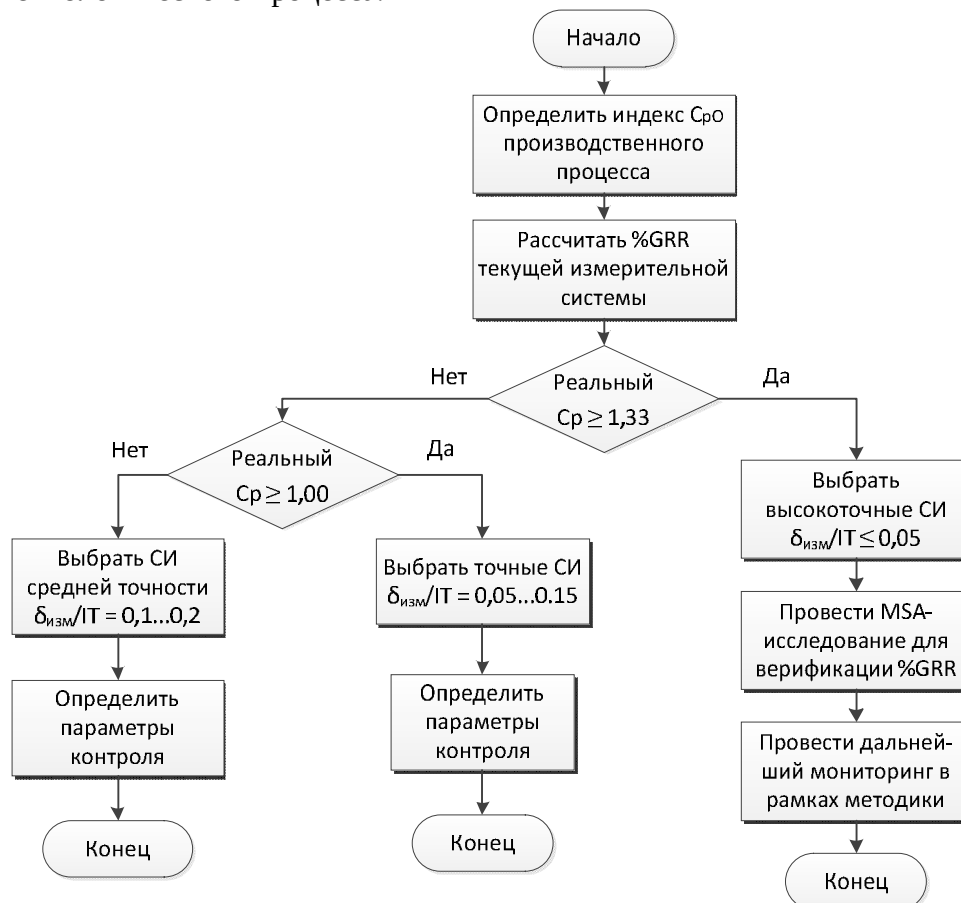 Начало
Определить индекс СрО
производственного
процесса
Рассчитать %GRR
текущей измерительной
системы
Нет
Реальный
Ср ≥ 1,33
Да
Нет
Реальный
Ср ≥ 1,00
Да
Выбрать СИ
средней точности
δизм/IT = 0,1...0,2
Определить
параметры
контроля
Конец
Выбрать точные СИ
δизм/IT = 0,05...0.15
Определить
параметры
контроля
Конец
Выбрать
высокоточные СИ
δизм/IT ≤ 0,05
Провести MSA-
исследование для
верификации %GRR
Провести дальней-
ший мониторинг в
рамках методики
Конец